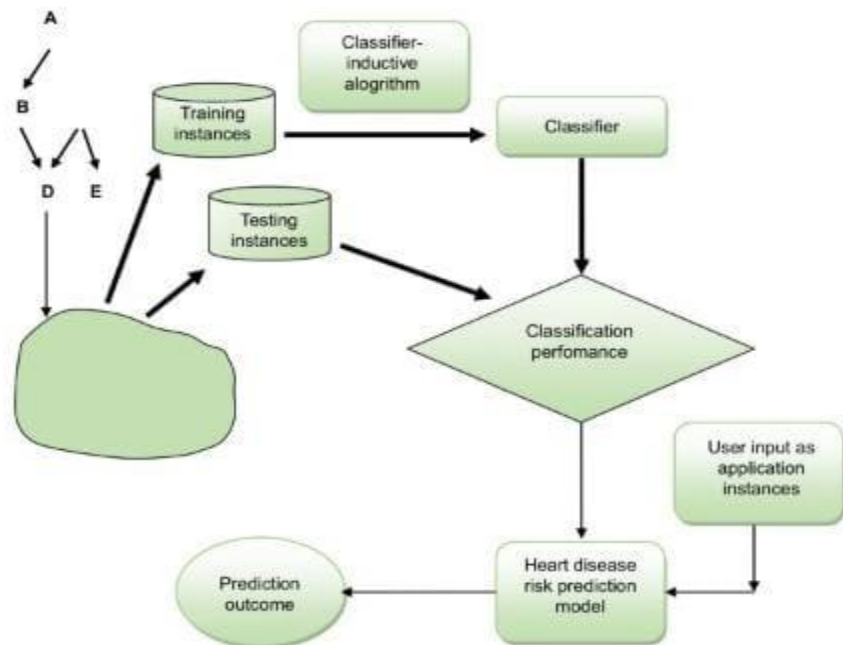 A
B
D E
Training
instances
Classifier-
inductive
alogrithm
Classifier
Testing
instances
Classification
perfomance
User input as
application
instances
Heart disease
risk prediction
model
Prediction
outcome